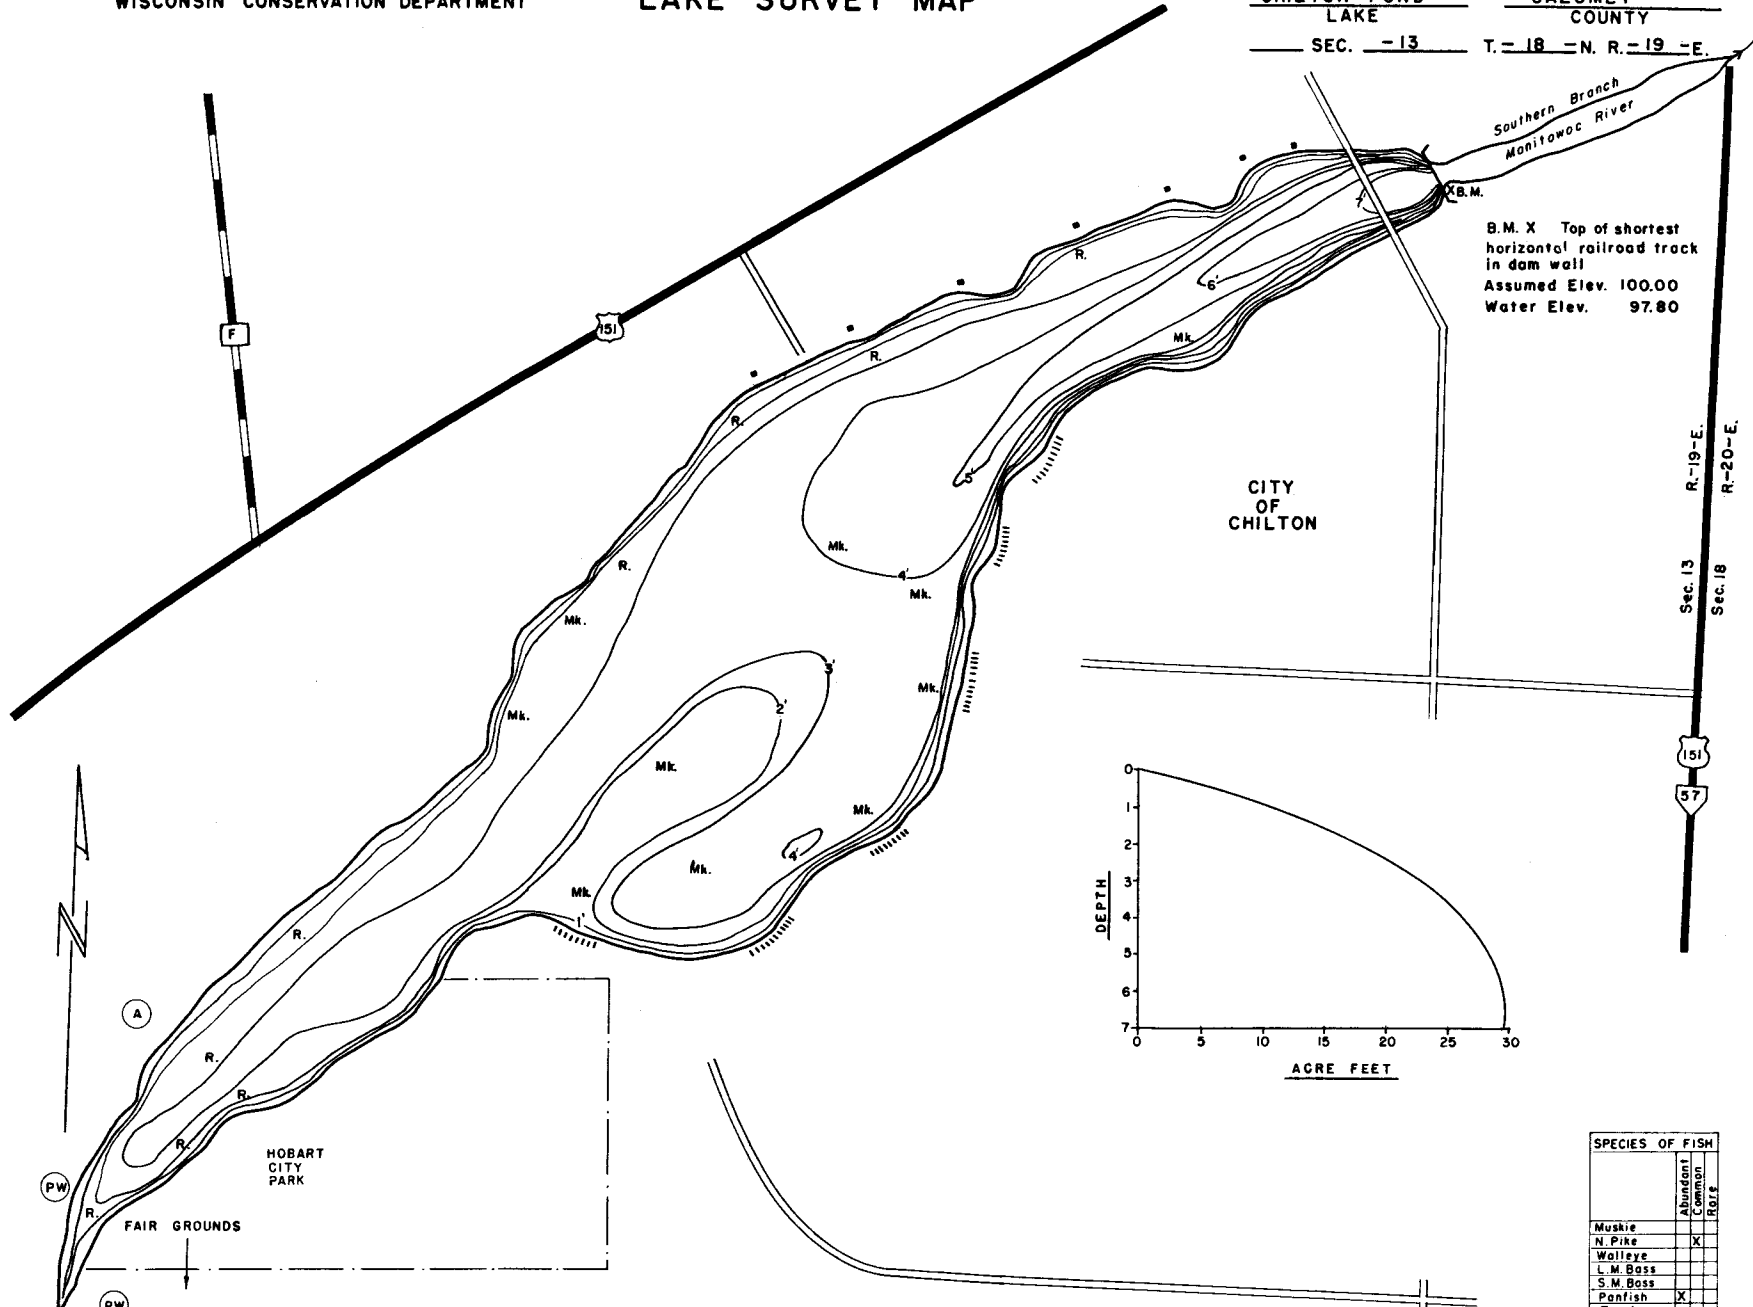 WISCONSIN CONSERVATION DEPARTMENT
LAKE SURVEY MAP
CHILTON POND
LAKE
CALUMET
COUNTY
SEC. -13 T.- 18 -N. R.-19 -E.
Southern Branch
Manitowoc River
B.M.
B.M. X Top of shortest
horizontal railroad track
in dam wall
Assumed Elev. 100.00
Water Elev. 97.80
F
151
7'
R.
6'
Mk.
R.
R.
5'
CITY
OF
CHILTON
R.-19-E.
R.-20-E.
Sec. 13
Sec. 18
Mk.
4'
Mk.
R.
Mk.
3'
Mk.
2'
Mk.
Mk.
Mk.
4'
Mk.
Mk.
1'
R.
A
R.
R.
R.
R.
PW
HOBART
CITY
PARK
FAIR GROUNDS
PW
151
57
DEPTH
0
1
2
3
4
5
6
7
0 5 10 15 20 25 30
ACRE FEET
SPECIES OF FISH
Abundant
Common
Rare
Muskie
N. Pike X
Walleye
L.M. Bass
S.M. Bass
Panfish X